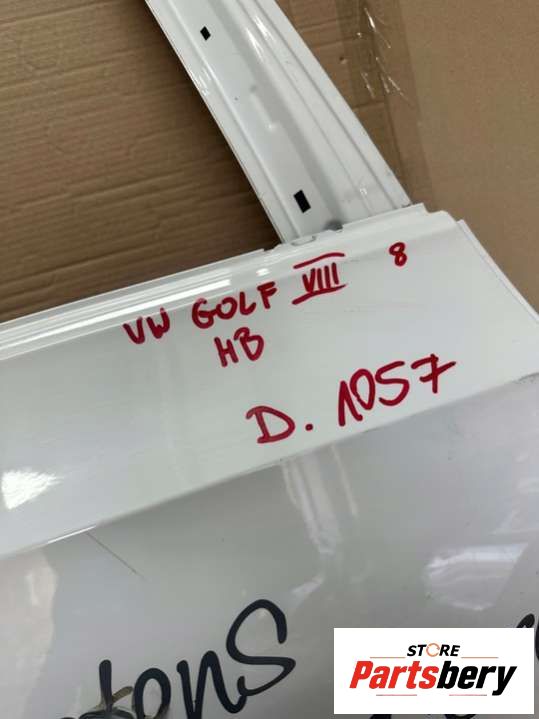 VW GOLF VIII 8
HB
D. 1057
STORE
Partsbery